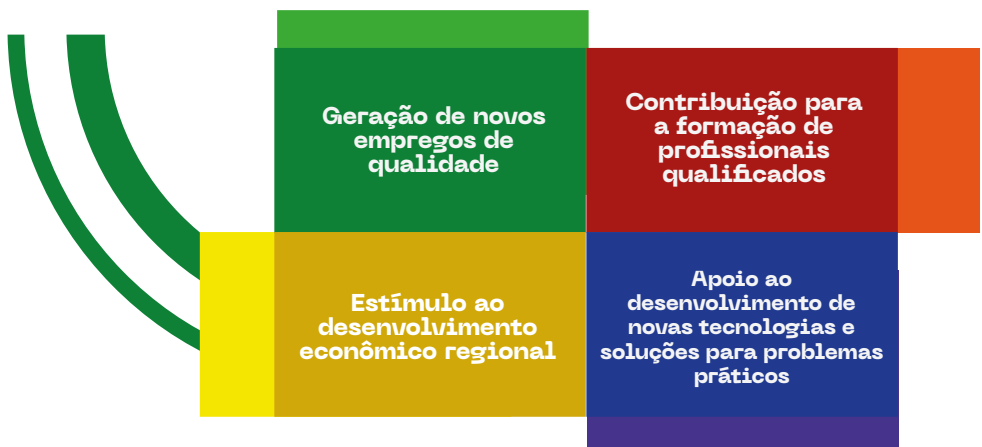 Geração de novos
empregos de
qualidade
Contribuição para
a formação de
profissionais
qualificados
Estímulo ao
desenvolvimento
econômico regional
Apoio ao
desenvolvimento de
novas tecnologias e
soluções para problemas
práticos